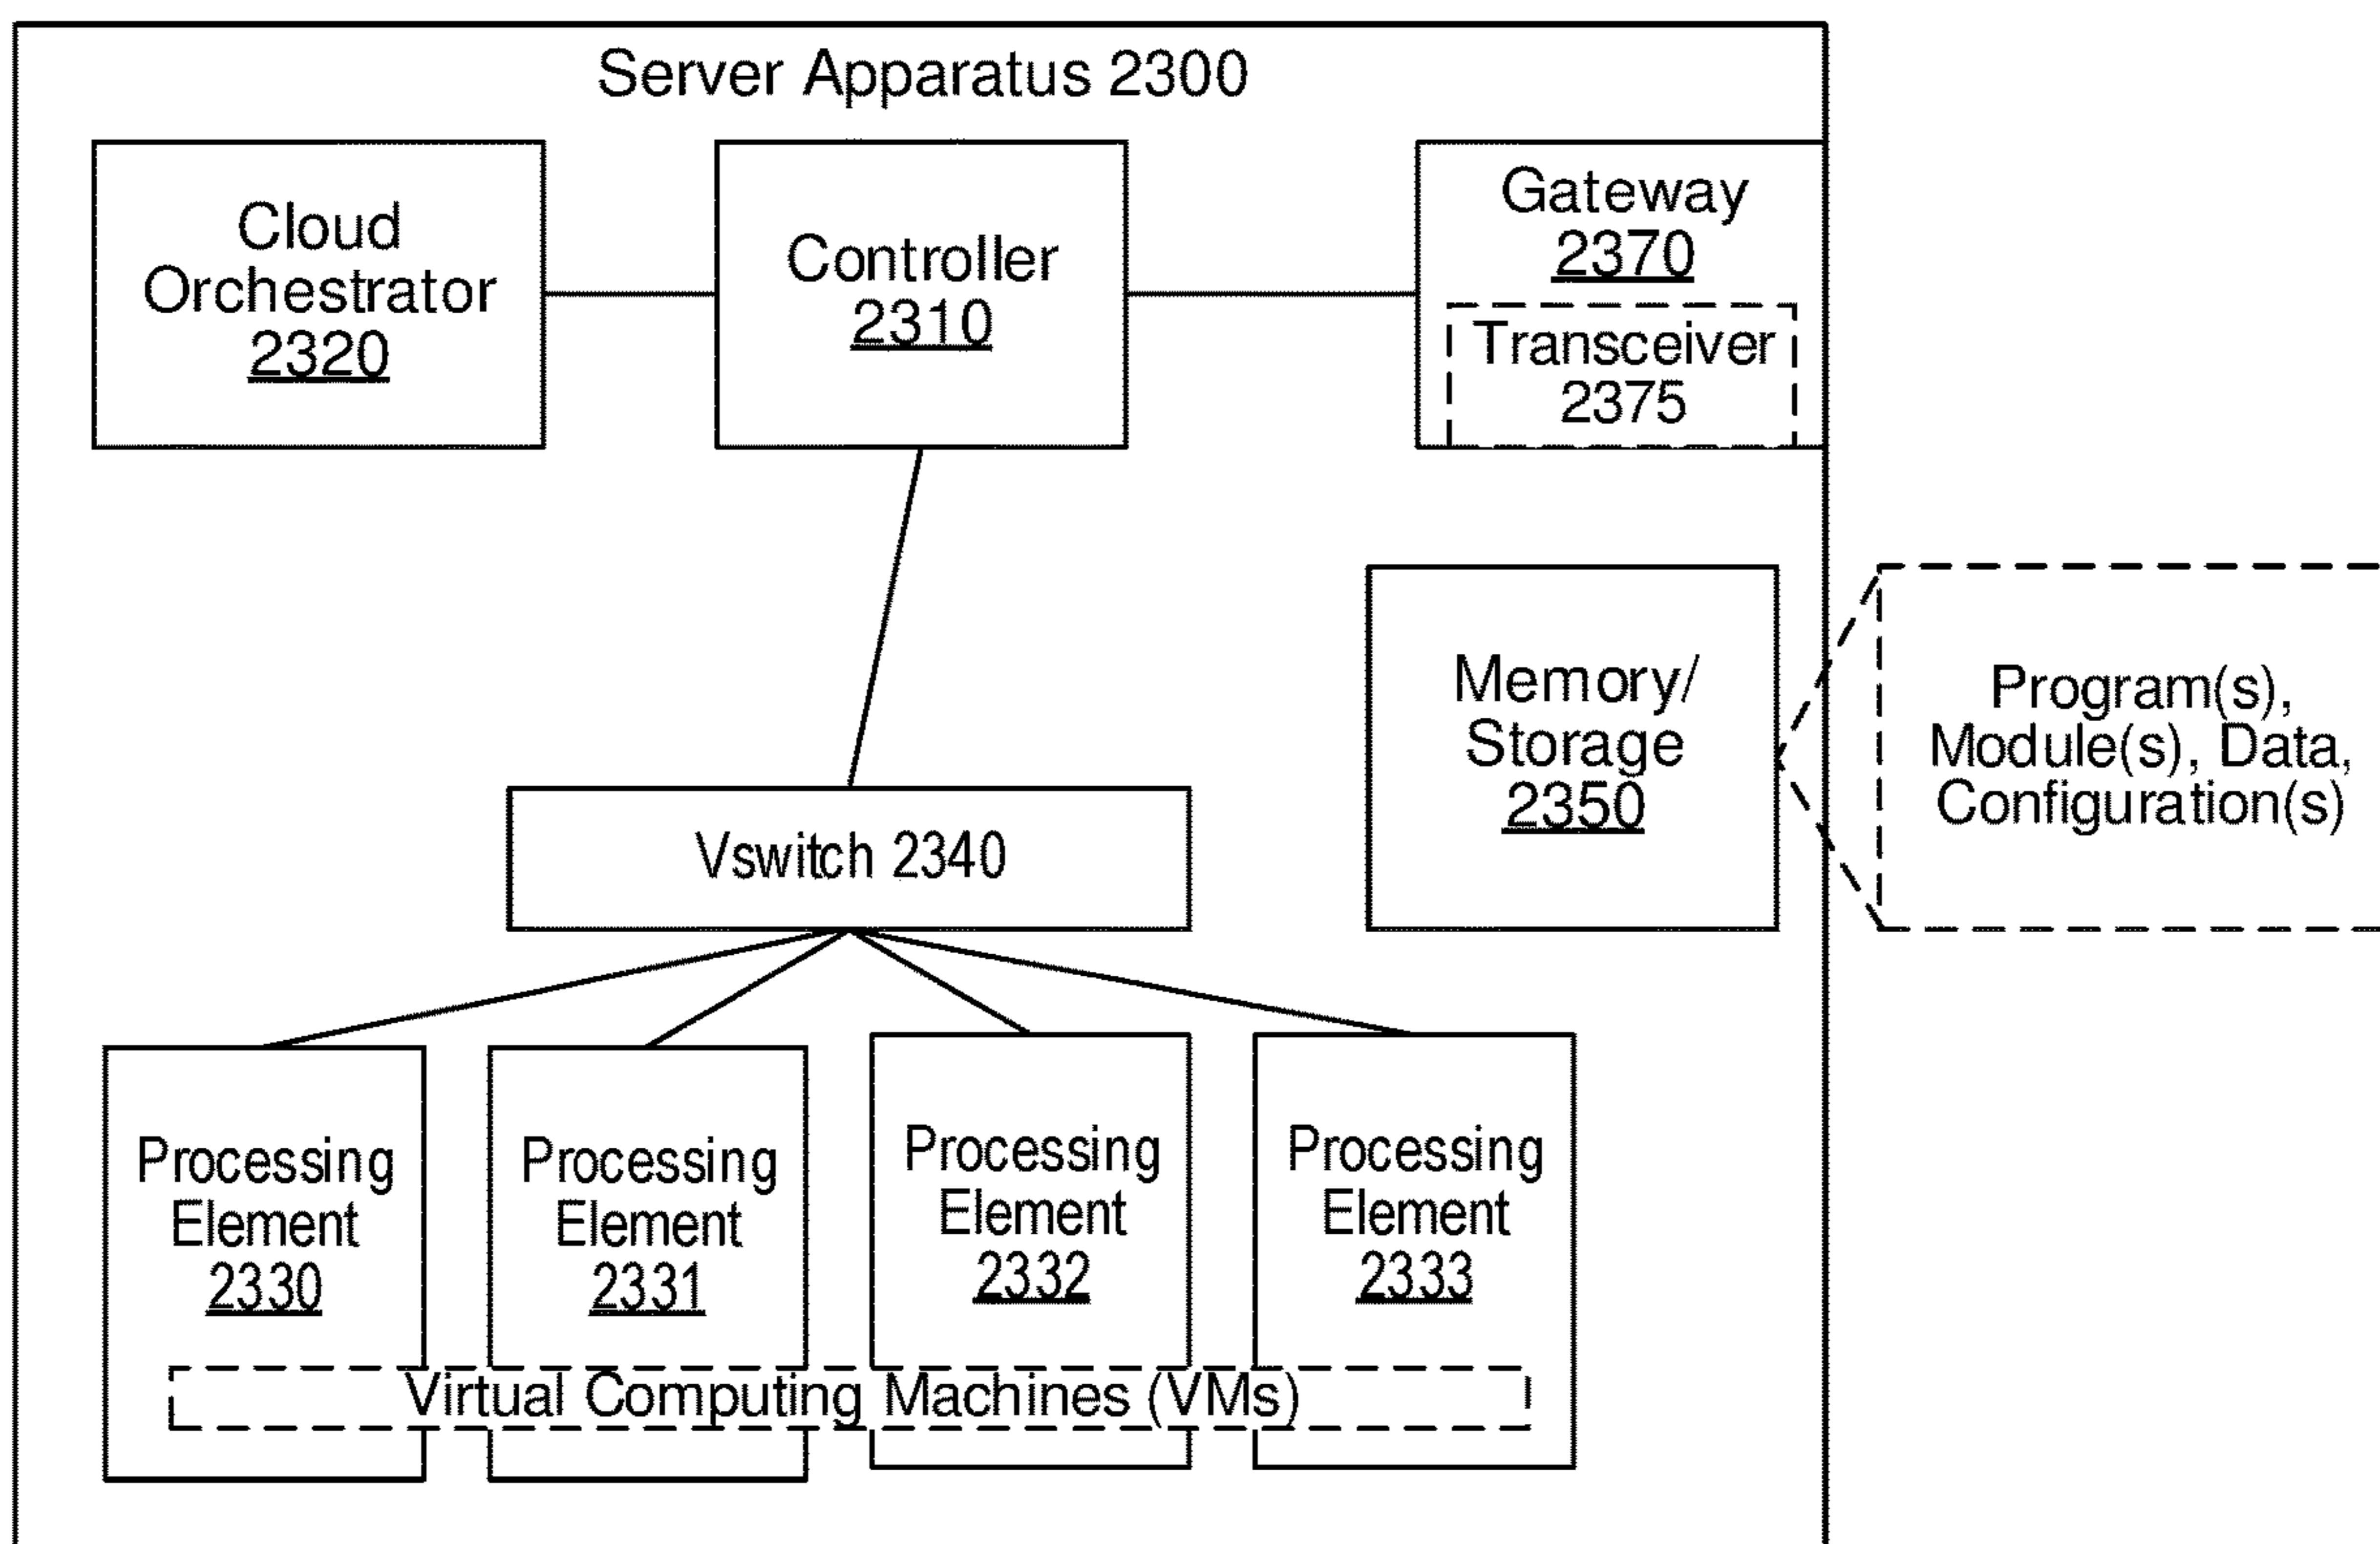 Server Apparatus 2300
Cloud
Orchestrator
2320
Controller
2310
Gateway
2370
Transceiver
2375
Memory/
Storage
2350
Program(s),
Module(s), Data,
Configuration(s)
Vswitch 2340
Processing
Element
2330
Processing
Element
2331
Processing
Element
2332
Processing
Element
2333
Virtual Computing Machines (VMs)